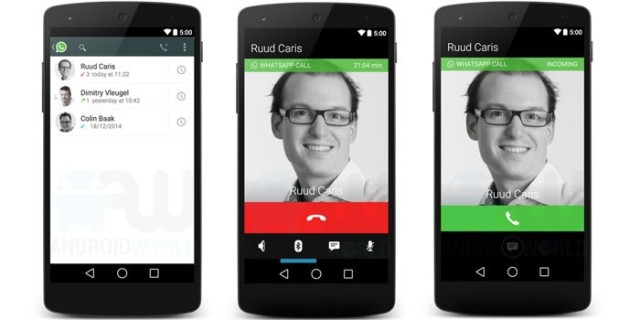 5:00
Ruud Caris
3 today at 11:22
Dimitry Vleugel
1 yesterday at 10:42
Colin Baak
18/12/2014
ANDROIDWORLD
5:00
Ruud Caris
WHATSAPP CALL 21:04 min
Ruud Caris
5:00
Ruud Caris
WHATSAPP CALL INCOMING
Ruud Caris
ANDROIDWORLD